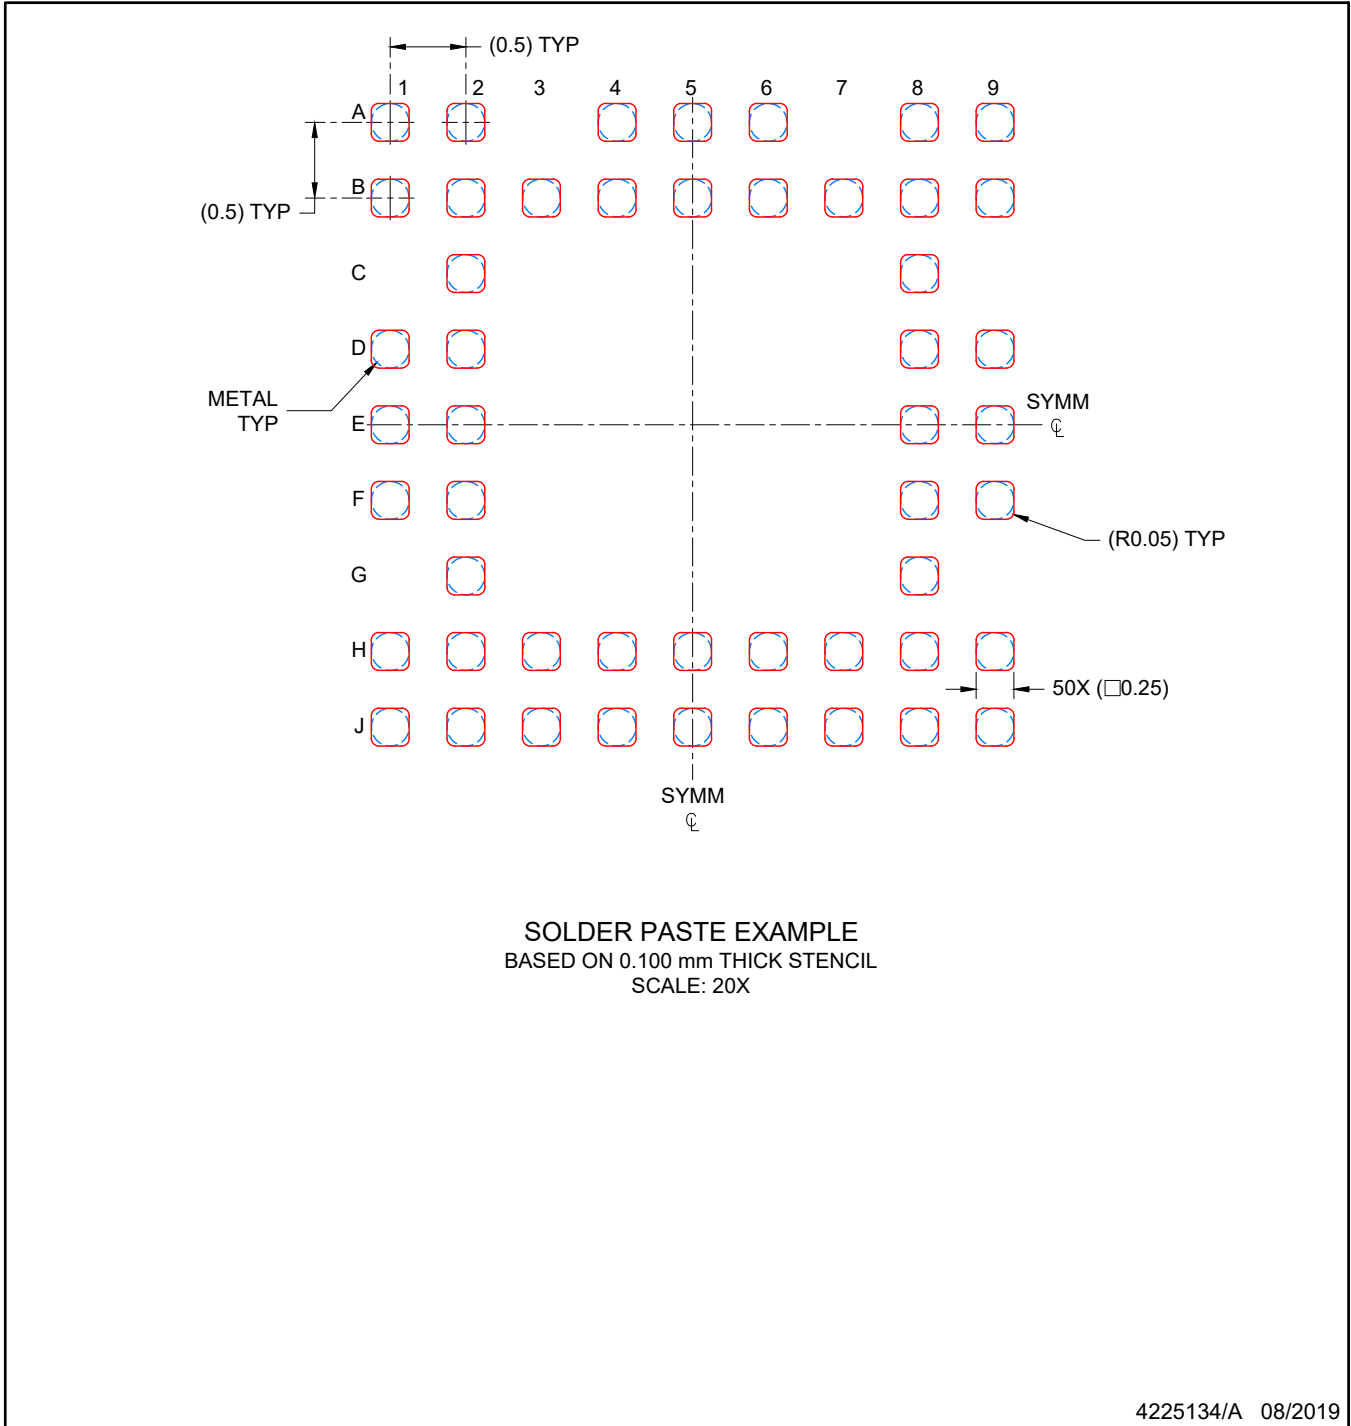 (0.5) TYP
1 2 3 4 5 6 7 8 9
A
B
(0.5) TYP
C
D
METAL
TYP
E
SYMM
℄
F
(R0.05) TYP
G
H
50X (□0.25)
J
SYMM
℄
SOLDER PASTE EXAMPLE
BASED ON 0.100 mm THICK STENCIL
SCALE: 20X
4225134/A 08/2019